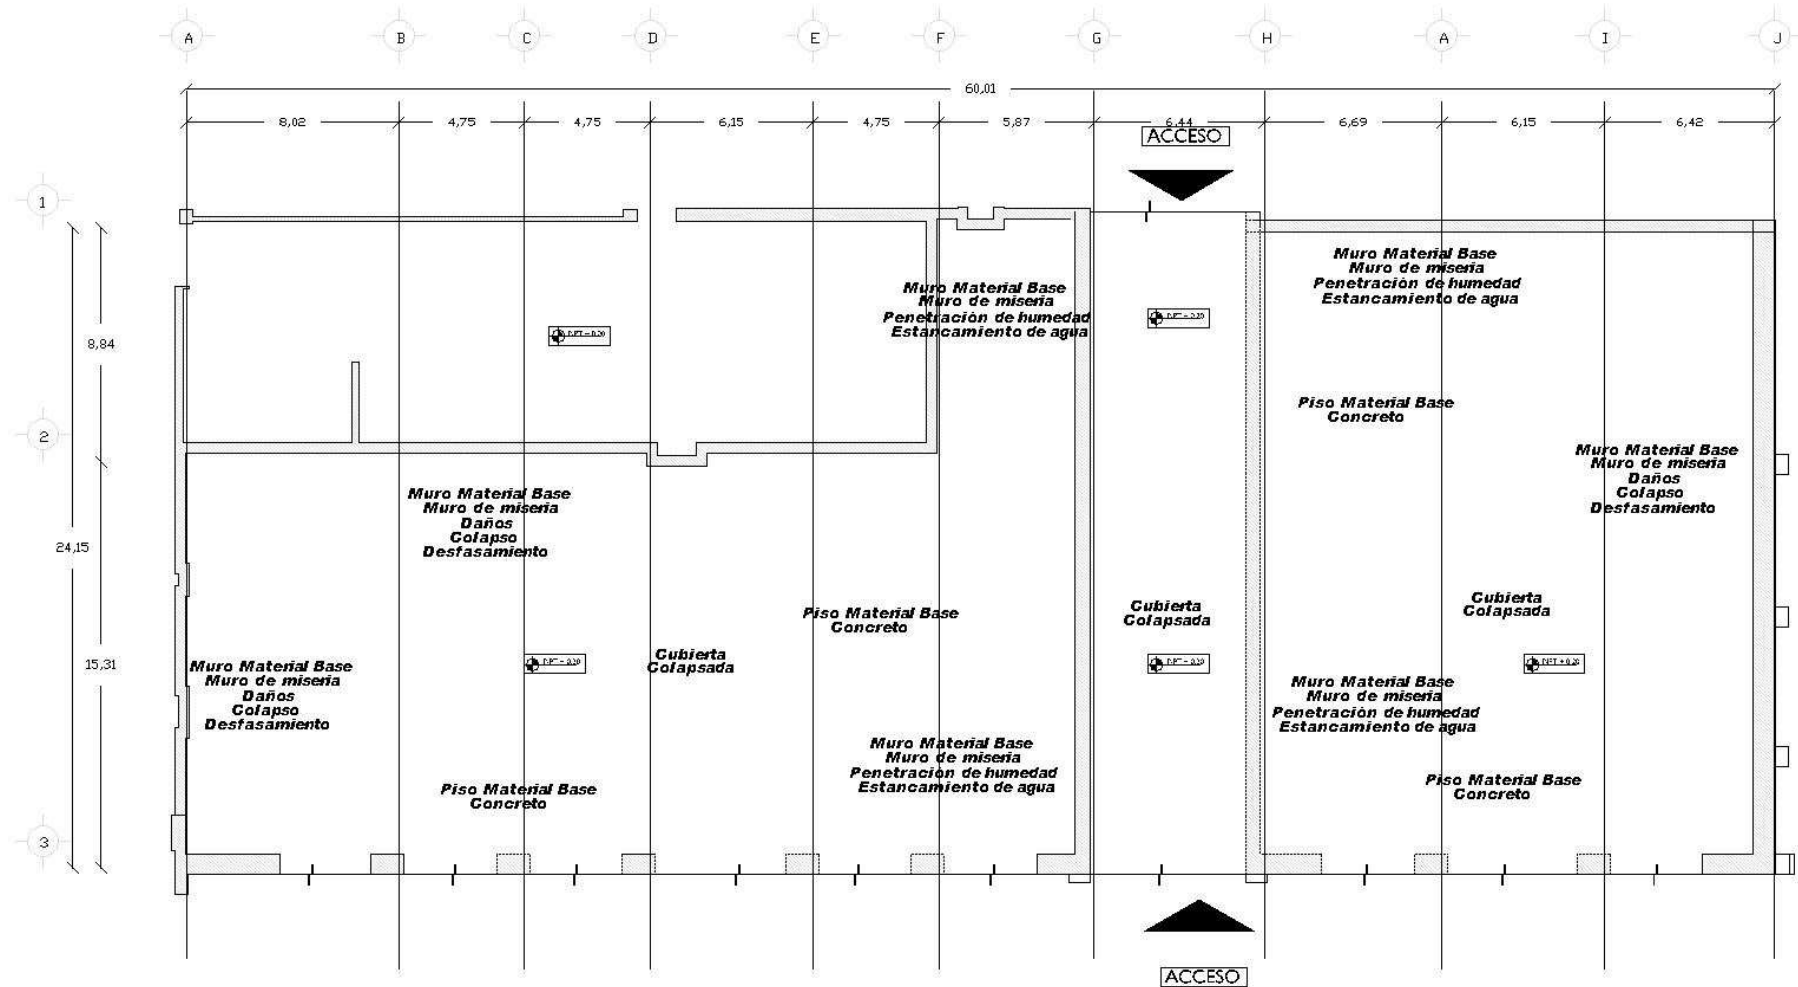 A B C D E F G H A I J
60,01
8,02 4,75 4,75 6,15 4,75 5,87 6,44 6,69 6,15 6,42
ACCESO
1
Muro Material Base
Muro de miseria
Penetración de humedad
Estancamiento de agua
Muro Material Base
Muro de miseria
Penetración de humedad
Estancamiento de agua
8,84
Piso Material Base
Concreto
2
Muro Material Base
Muro de miseria
Daños
Colapso
Desfasamiento
Muro Material Base
Muro de miseria
Daños
Colapso
Desfasamiento
24,15
Piso Material Base
Concreto
Cubierta
Colapsada
Cubierta
Colapsada
Cubierta
Colapsada
15,31
Muro Material Base
Muro de miseria
Daños
Colapso
Desfasamiento
Muro Material Base
Muro de miseria
Penetración de humedad
Estancamiento de agua
Muro Material Base
Muro de miseria
Penetración de humedad
Estancamiento de agua
Piso Material Base
Concreto
Piso Material Base
Concreto
3
ACCESO